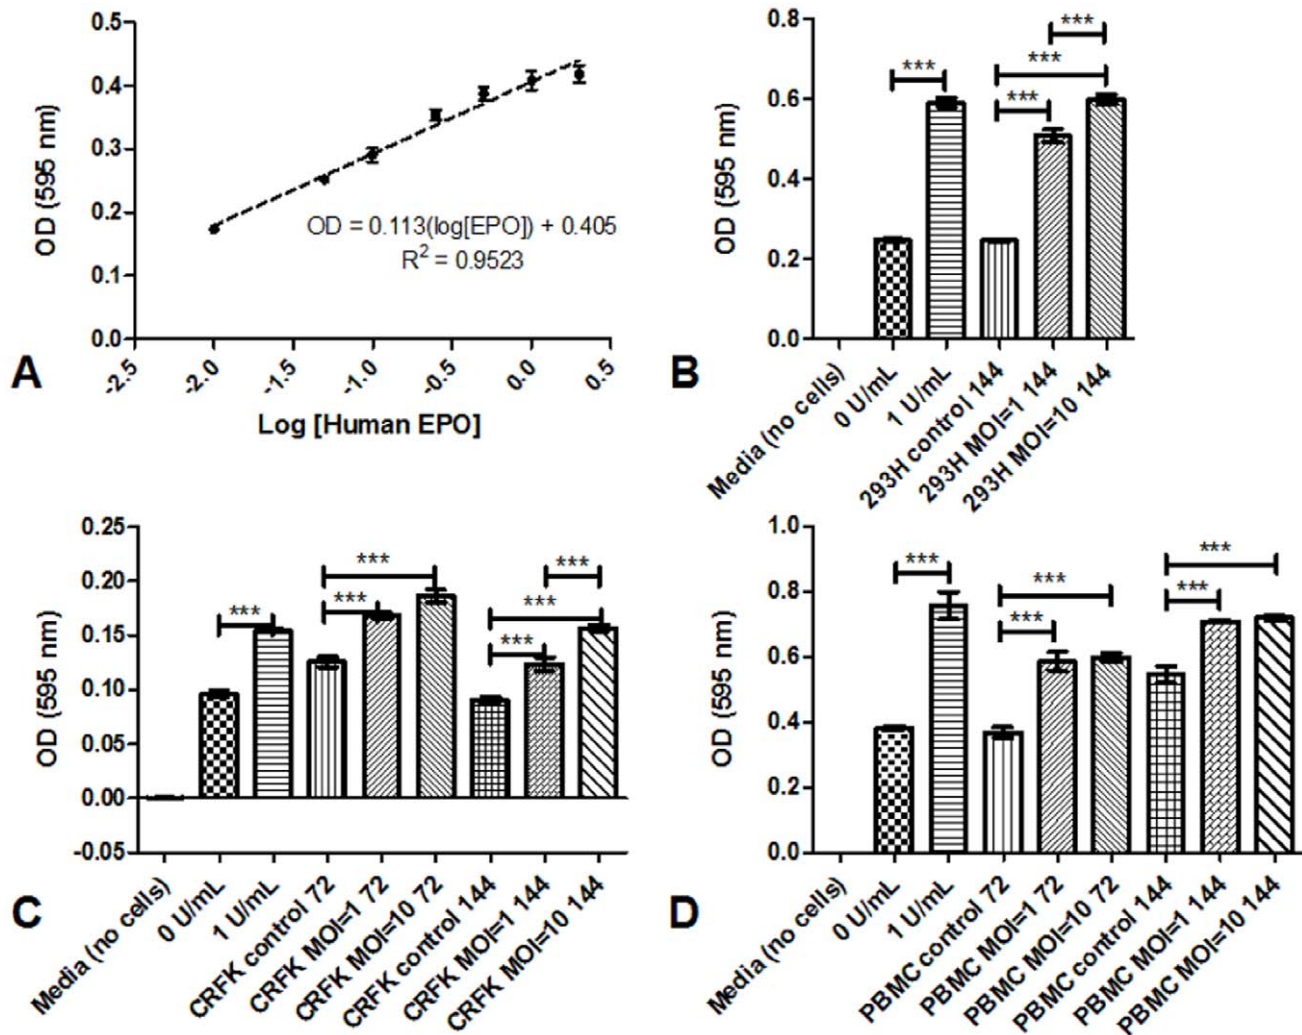 OD (595 nm)
0.5
0.4
0.3
0.2
0.1
0.0
OD = 0.113(log[EPO]) + 0.405
R² = 0.9523
-2.5
-2.0
-1.5
-1.0
-0.5
0.0
0.5
A
Log [Human EPO]
OD (595 nm)
0.8
0.6
0.4
0.2
0.0
***
***
***
***
B
Media (no cells)
0 U/mL
1 U/mL
293H control 144
293H MOI=1 144
293H MOI=10 144
OD (595 nm)
0.25
0.20
0.15
0.10
0.05
0.00
-0.05
***
***
***
***
***
***
C
Media (no cells)
0 U/mL
1 U/mL
CRFK control 72
CRFK MOI=1 72
CRFK MOI=10 72
CRFK control 144
CRFK MOI=1 144
CRFK MOI=10 144
OD (595 nm)
1.0
0.8
0.6
0.4
0.2
0.0
***
***
***
***
***
D
Media (no cells)
0 U/mL
1 U/mL
PBMC control 72
PBMC MOI=1 72
PBMC MOI=10 72
PBMC control 144
PBMC MOI=1 144
PBMC MOI=10 144